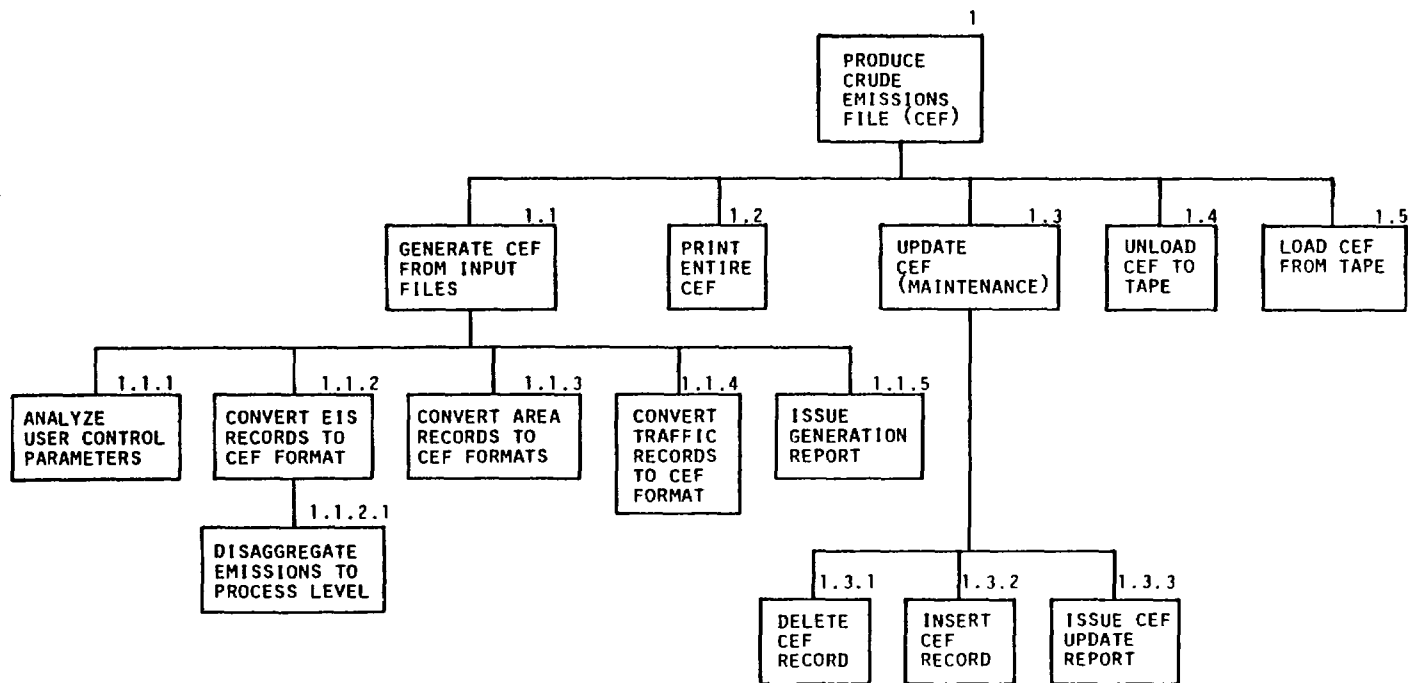 1
PRODUCE
CRUDE
EMISSIONS
FILE (CEF)
1.1
GENERATE CEF
FROM INPUT
FILES
1.2
PRINT
ENTIRE
CEF
1.3
UPDATE
CEF
(MAINTENANCE)
1.4
UNLOAD
CEF TO
TAPE
1.5
LOAD CEF
FROM TAPE
1.1.1
ANALYZE
USER CONTROL
PARAMETERS
1.1.2
CONVERT EIS
RECORDS TO
CEF FORMAT
1.1.3
CONVERT AREA
RECORDS TO
CEF FORMATS
1.1.4
CONVERT
TRAFFIC
RECORDS
TO CEF
FORMAT
1.1.5
ISSUE
GENERATION
REPORT
1.1.2.1
DISAGGREGATE
EMISSIONS TO
PROCESS LEVEL
1.3.1
DELETE
CEF
RECORD
1.3.2
INSERT
CEF
RECORD
1.3.3
ISSUE CEF
UPDATE
REPORT